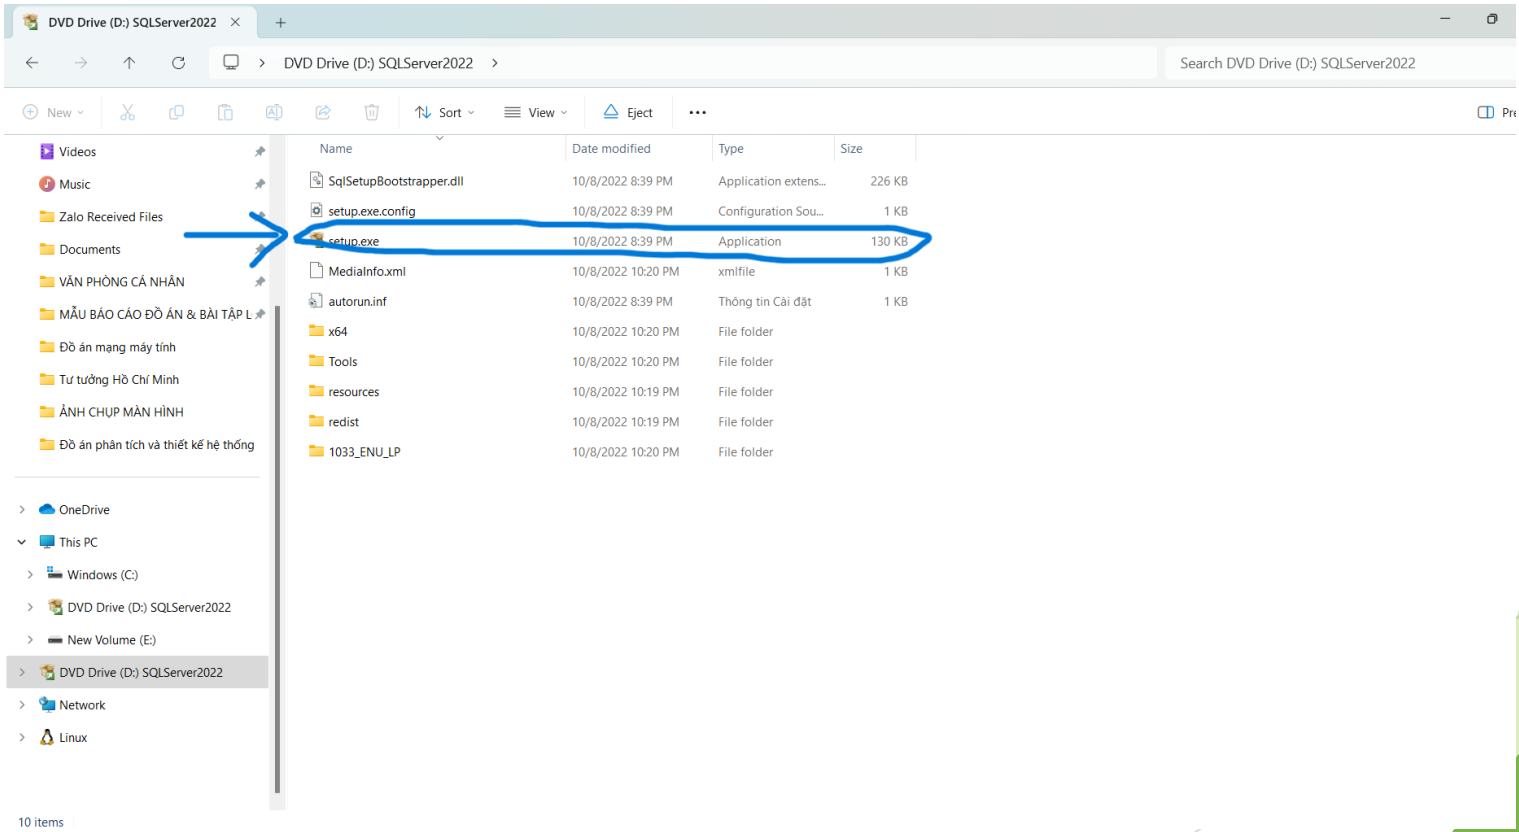 DVD Drive (D:) SQLServer2022
DVD Drive (D:) SQLServer2022
Search DVD Drive (D:) SQLServer2022
New
Sort
View
Eject
Pre
Videos
Music
Zalo Received Files
Documents
VĂN PHÒNG CÁ NHÂN
MẪU BÁO CÁO ĐỒ ÁN & BÀI TẬP L
Đồ án mạng máy tính
Tư tưởng Hồ Chí Minh
ẢNH CHỤP MÀN HÌNH
Đồ án phân tích và thiết kế hệ thống
OneDrive
This PC
Windows (C:)
DVD Drive (D:) SQLServer2022
New Volume (E:)
DVD Drive (D:) SQLServer2022
Network
Linux
Name Date modified Type Size
SqlSetupBootstrapper.dll 10/8/2022 8:39 PM Application extens... 226 KB
setup.exe.config 10/8/2022 8:39 PM Configuration Sou... 1 KB
setup.exe 10/8/2022 8:39 PM Application 130 KB
MediaInfo.xml 10/8/2022 10:20 PM xmlfile 1 KB
autorun.inf 10/8/2022 8:39 PM Thông tin Cài đặt 1 KB
x64 10/8/2022 10:20 PM File folder
Tools 10/8/2022 10:20 PM File folder
resources 10/8/2022 10:19 PM File folder
redist 10/8/2022 10:19 PM File folder
1033_ENU_LP 10/8/2022 10:20 PM File folder
10 items